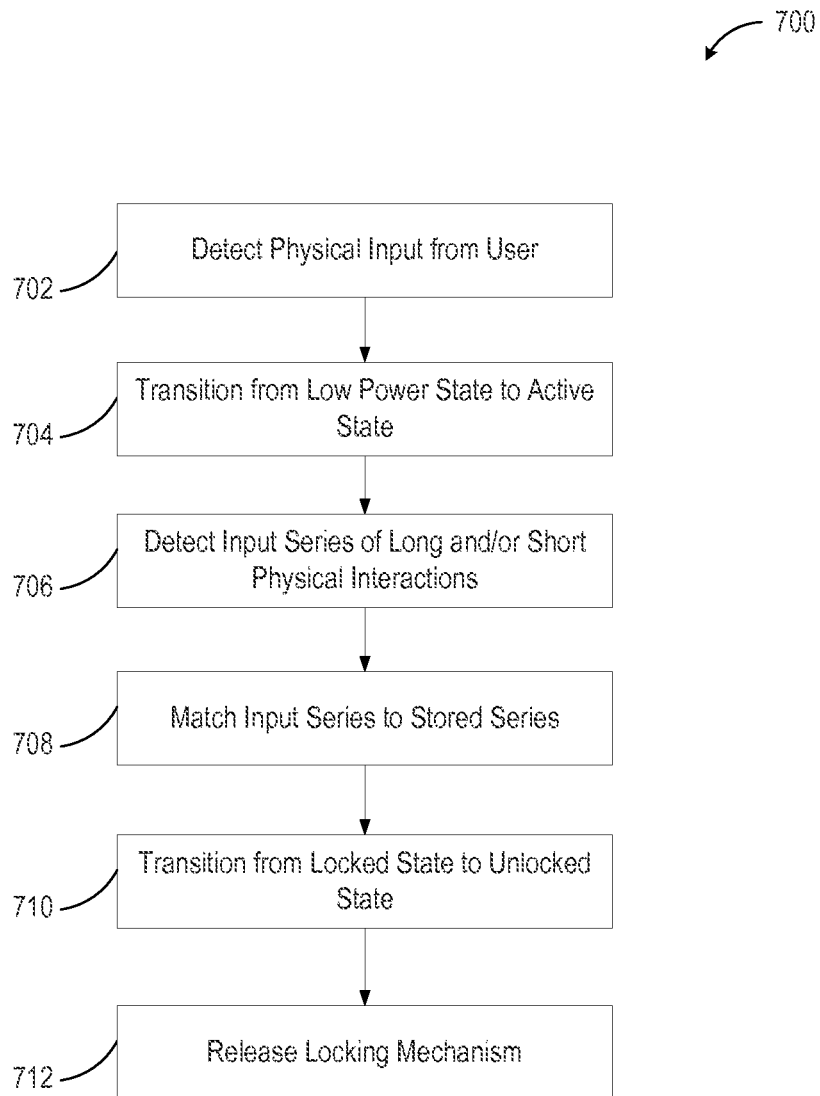 700
Detect Physical Input from User
702
Transition from Low Power State to Active
State
704
Detect Input Series of Long and/or Short
Physical Interactions
706
Match Input Series to Stored Series
708
Transition from Locked State to Unlocked
State
710
Release Locking Mechanism
712